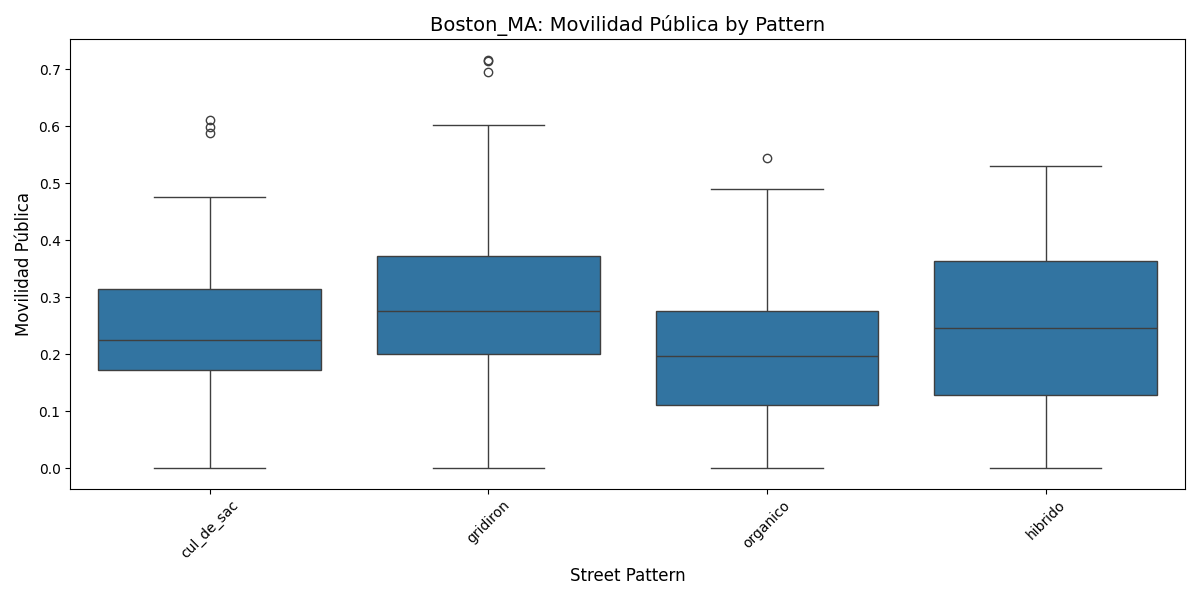 Boston_MA: Movilidad Pública by Pattern
Movilidad Pública
0.7
0.6
0.5
0.4
0.3
0.2
0.1
0.0
cul_de_sac
gridiron
organico
hibrido
Street Pattern